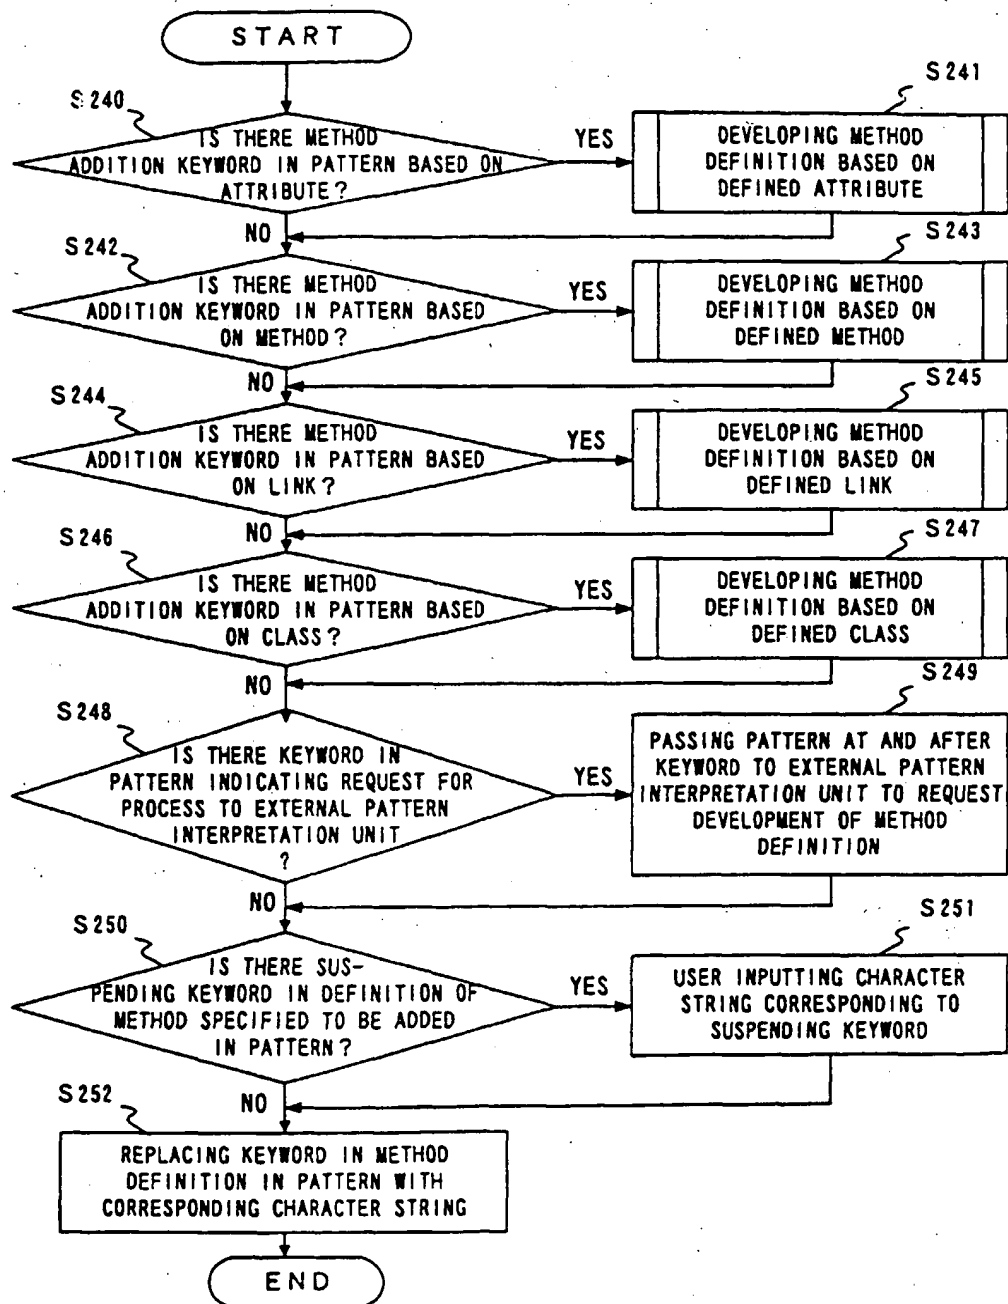 START
S240
IS THERE METHOD
ADDITION KEYWORD IN PATTERN BASED ON
ATTRIBUTE?
YES
S241
DEVELOPING METHOD
DEFINITION BASED ON
DEFINED ATTRIBUTE
NO
S242
IS THERE METHOD
ADDITION KEYWORD IN PATTERN BASED
ON METHOD?
YES
S243
DEVELOPING METHOD
DEFINITION BASED ON
DEFINED METHOD
NO
S244
IS THERE METHOD
ADDITION KEYWORD IN PATTERN BASED
ON LINK?
YES
S245
DEVELOPING METHOD
DEFINITION BASED ON
DEFINED LINK
NO
S246
IS THERE METHOD
ADDITION KEYWORD IN PATTERN BASED
ON CLASS?
YES
S247
DEVELOPING METHOD
DEFINITION BASED ON
DEFINED CLASS
NO
S248
IS THERE KEYWORD IN
PATTERN INDICATING REQUEST FOR
PROCESS TO EXTERNAL PATTERN
INTERPRETATION UNIT
?
YES
S249
PASSING PATTERN AT AND AFTER
KEYWORD TO EXTERNAL PATTERN
INTERPRETATION UNIT TO REQUEST
DEVELOPMENT OF METHOD
DEFINITION
NO
S250
IS THERE SUS-
PENDING KEYWORD IN DEFINITION OF
METHOD SPECIFIED TO BE ADDED
IN PATTERN?
YES
S251
USER INPUTTING CHARACTER
STRING CORRESPONDING TO
SUSPENDING KEYWORD
NO
S252
REPLACING KEYWORD IN METHOD
DEFINITION IN PATTERN WITH
CORRESPONDING CHARACTER STRING
END